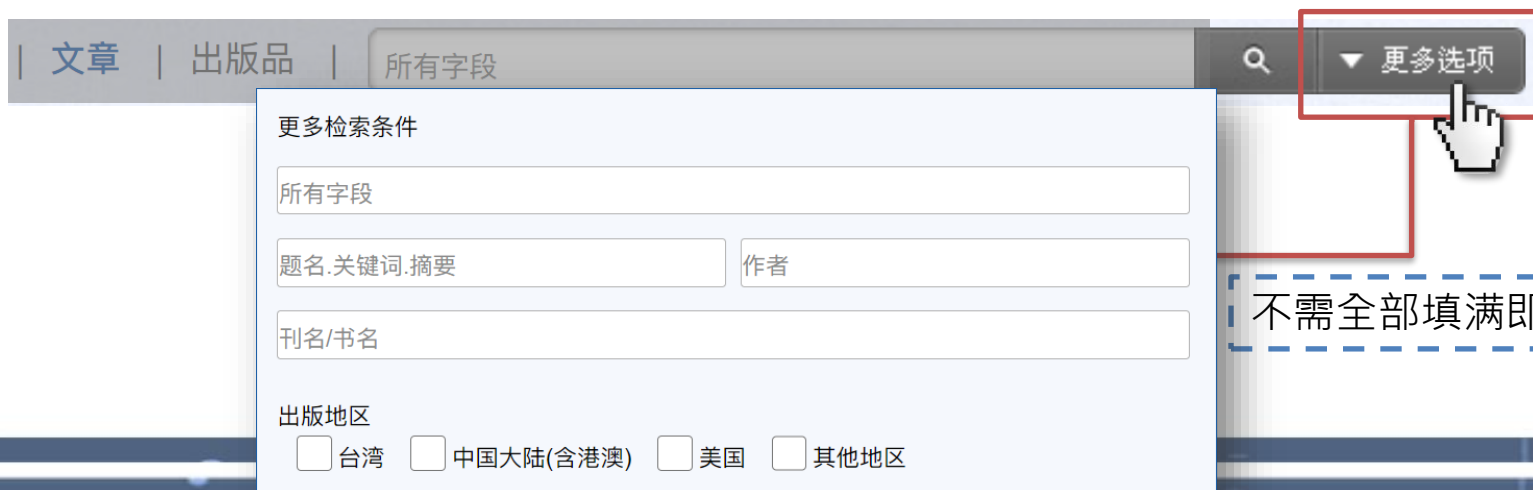 | 文章 | 出版品 | 所有字段 ▼ 更多选项
更多检索条件
所有字段
题名.关键词.摘要 作者
刊名/书名
不需全部填满
出版地区
台湾 中国大陆(含港澳) 美国 其他地区